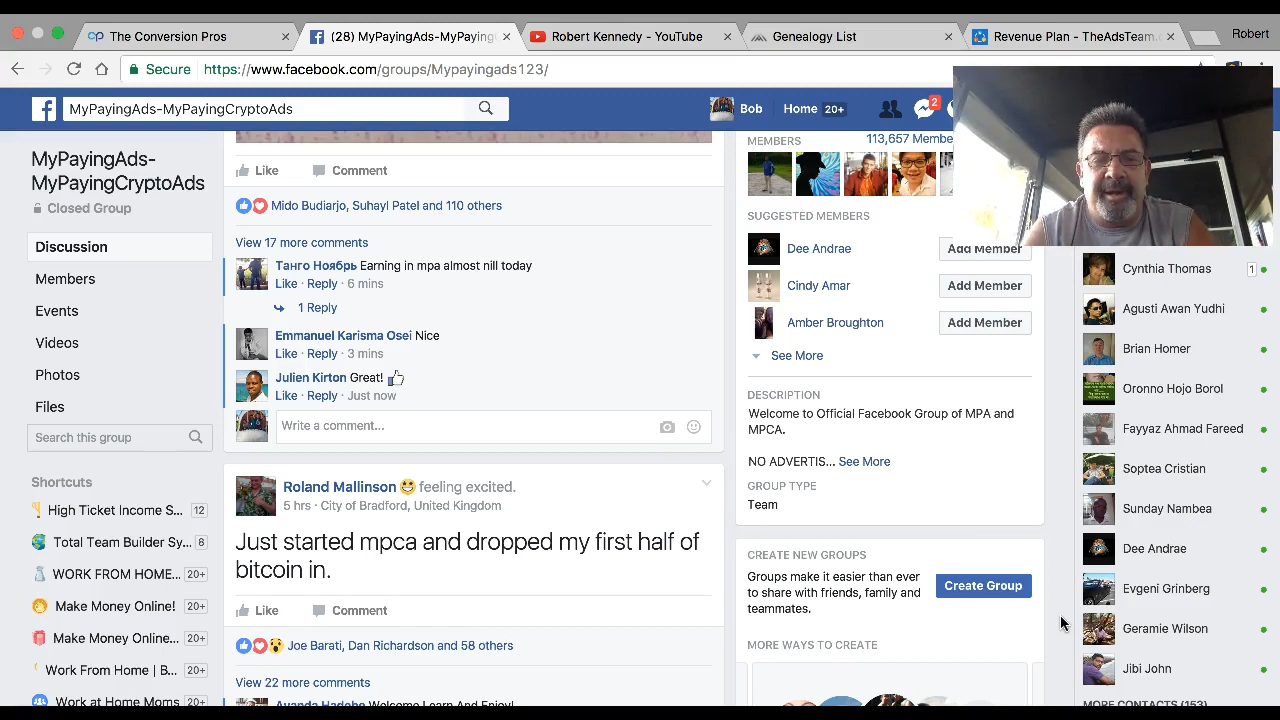 The Conversion Pros
(28) MyPayingAds-MyPaying
Robert Kennedy - YouTube
Genealogy List
Revenue Plan - TheAdsTeam.c
Robert
Secure
https://www.facebook.com/groups/Mypayingads123/
MyPayingAds-MyPayingCryptoAds
Bob
Home 20+
2
MyPayingAds-
MyPayingCryptoAds
Closed Group
Discussion
Members
Events
Videos
Photos
Files
Search this group
Shortcuts
High Ticket Income S... 12
Total Team Builder Sy... 6
WORK FROM HOME... 20+
Make Money Online! 20+
Make Money Online... 20+
Work From Home | B... 20+
Work at Home Moms 20+
Like Comment
Mido Budiarjo, Suhayl Patel and 110 others
View 17 more comments
Танго Ноябрь Earning in mpa almost nill today
Like · Reply · 6 mins
1 Reply
Emmanuel Karisma Osei Nice
Like · Reply · 3 mins
Julien Kirton Great!
Like · Reply · Just now
Write a comment...
Roland Mallinson feeling excited.
5 hrs · City of Bradford, United Kingdom
Just started mpca and dropped my first half of
bitcoin in.
Like Comment
Joe Barati, Dan Richardson and 58 others
View 22 more comments
Welcome Learn And Enjoy!
MEMBERS
113,657 Membe
SUGGESTED MEMBERS
Dee Andrae Add Member
Cindy Amar Add Member
Amber Broughton Add Member
See More
DESCRIPTION
Welcome to Official Facebook Group of MPA and
MPCA.
NO ADVERTIS... See More
GROUP TYPE
Team
CREATE NEW GROUPS
Groups make it easier than ever
to share with friends, family and
teammates.
Create Group
MORE WAYS TO CREATE
Cynthia Thomas 1
Agusti Awan Yudhi
Brian Homer
Oronno Hojo Borol
Fayyaz Ahmad Fareed
Soptea Cristian
Sunday Nambea
Dee Andrae
Evgeni Grinberg
Geramie Wilson
Jibi John
MORE CONTACTS (153)